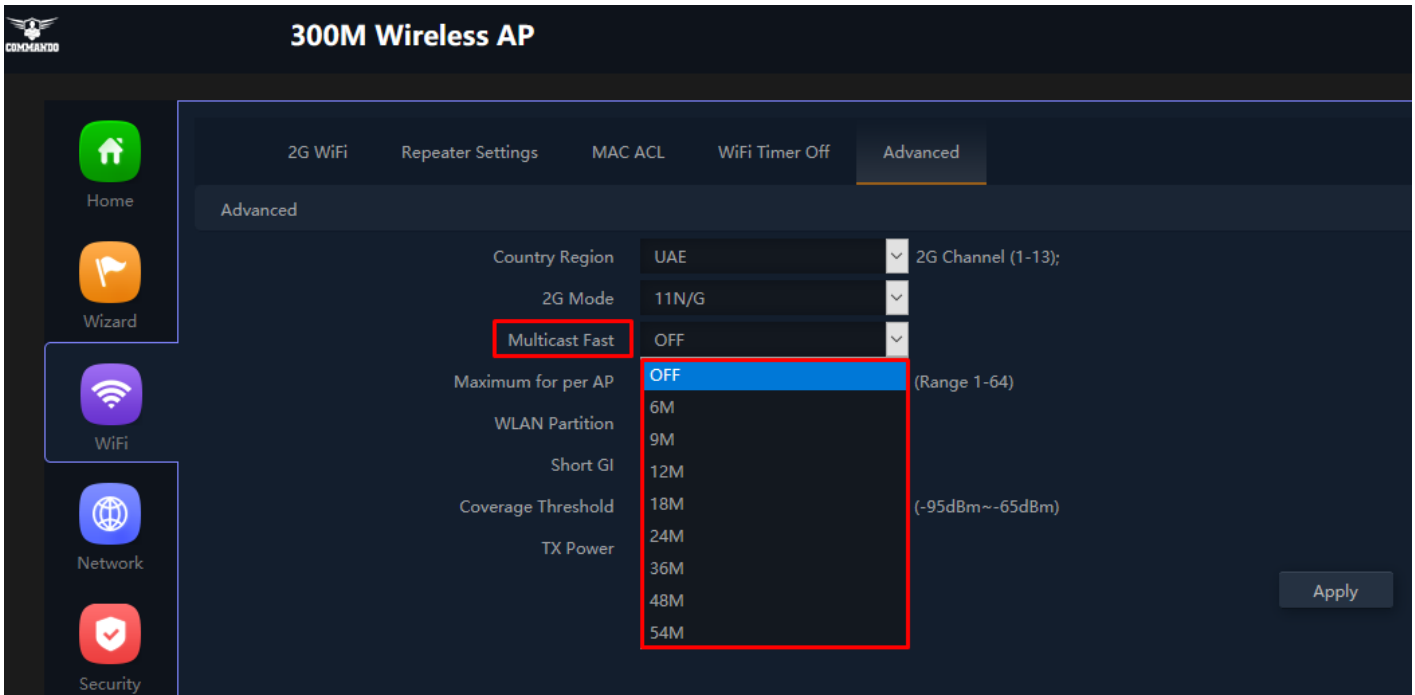 COMMANDO
300M Wireless AP
Home
Wizard
WiFi
Network
Security
2G WiFi Repeater Settings MAC ACL WiFi Timer Off Advanced
Advanced
Country Region UAE 2G Channel (1-13);
2G Mode 11N/G
Multicast Fast OFF
Maximum for per AP (Range 1-64)
WLAN Partition
Short GI
Coverage Threshold (-95dBm~-65dBm)
TX Power
OFF
6M
9M
12M
18M
24M
36M
48M
54M
Apply